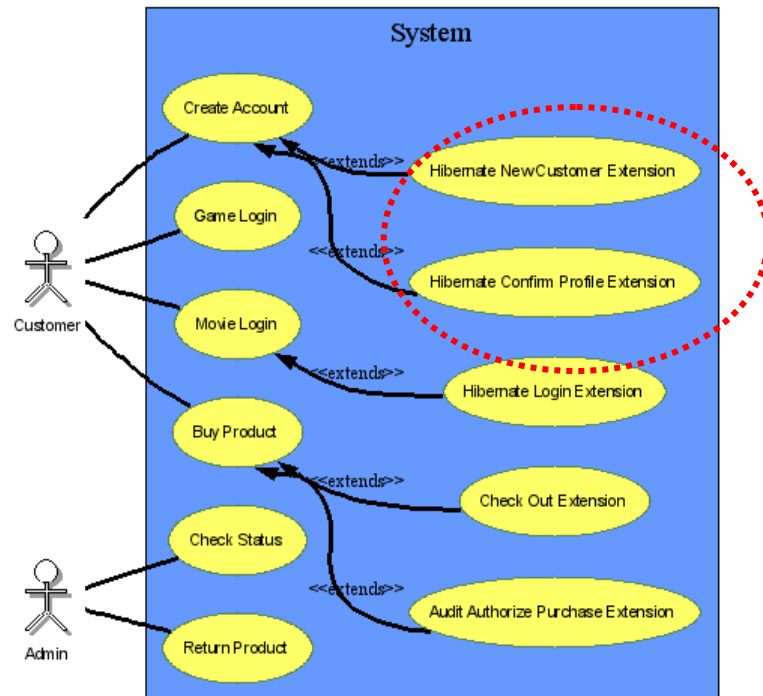 System
Create Account
<<extends>>
Hibernate NewCustomer Extension
Game Login
<<extends>>
Hibernate Confirm Profile Extension
Customer
Movie Login
<<extends>>
Hibernate Login Extension
Buy Product
<<extends>>
Check Out Extension
Check Status
<<extends>>
Audit Authorize Purchase Extension
Admin
Return Product